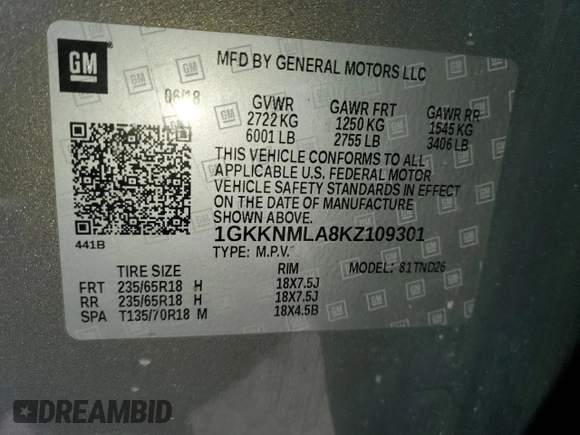 GM
MFD BY GENERAL MOTORS LLC
06/18
GVWR GAWR FRT GAWR RR
2722 KG 1250 KG 1545 KG
6001 LB 2755 LB 3406 LB
THIS VEHICLE CONFORMS TO ALL
APPLICABLE U.S. FEDERAL MOTOR
VEHICLE SAFETY STANDARDS IN EFFECT
ON THE DATE OF MANUFACTURE
SHOWN ABOVE.
1GKKNMLA8KZ109301
441B
TYPE: M.P.V. MODEL: 81TND26
TIRE SIZE RIM
FRT 235/65R18 H 18X7.5J
RR 235/65R18 H 18X7.5J
SPA T135/70R18 M 18X4.5B
DREAMBID